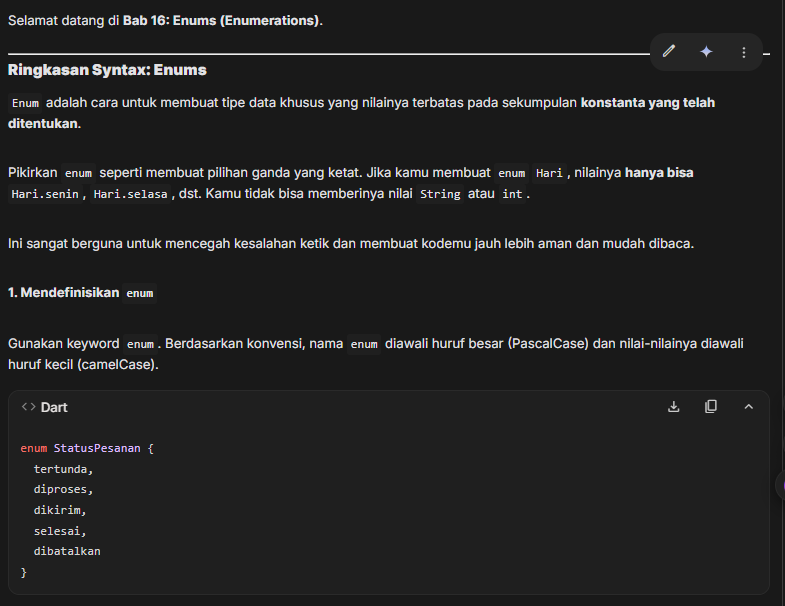 Selamat datang di Bab 16: Enums (Enumerations).
Ringkasan Syntax: Enums
Enum adalah cara untuk membuat tipe data khusus yang nilainya terbatas pada sekumpulan konstanta yang telah
ditentukan.
Pikirkan enum seperti membuat pilihan ganda yang ketat. Jika kamu membuat enum Hari, nilainya hanya bisa
Hari.senin, Hari.selasa, dst. Kamu tidak bisa memberinya nilai String atau int.
Ini sangat berguna untuk mencegah kesalahan ketik dan membuat kodemu jauh lebih aman dan mudah dibaca.
1. Mendefinisikan enum
Gunakan keyword enum. Berdasarkan konvensi, nama enum diawali huruf besar (PascalCase) dan nilai-nilainya diawali
huruf kecil (camelCase).
<> Dart
enum StatusPesanan {
  tertunda,
  diproses,
  dikirim,
  selesai,
  dibatalkan
}